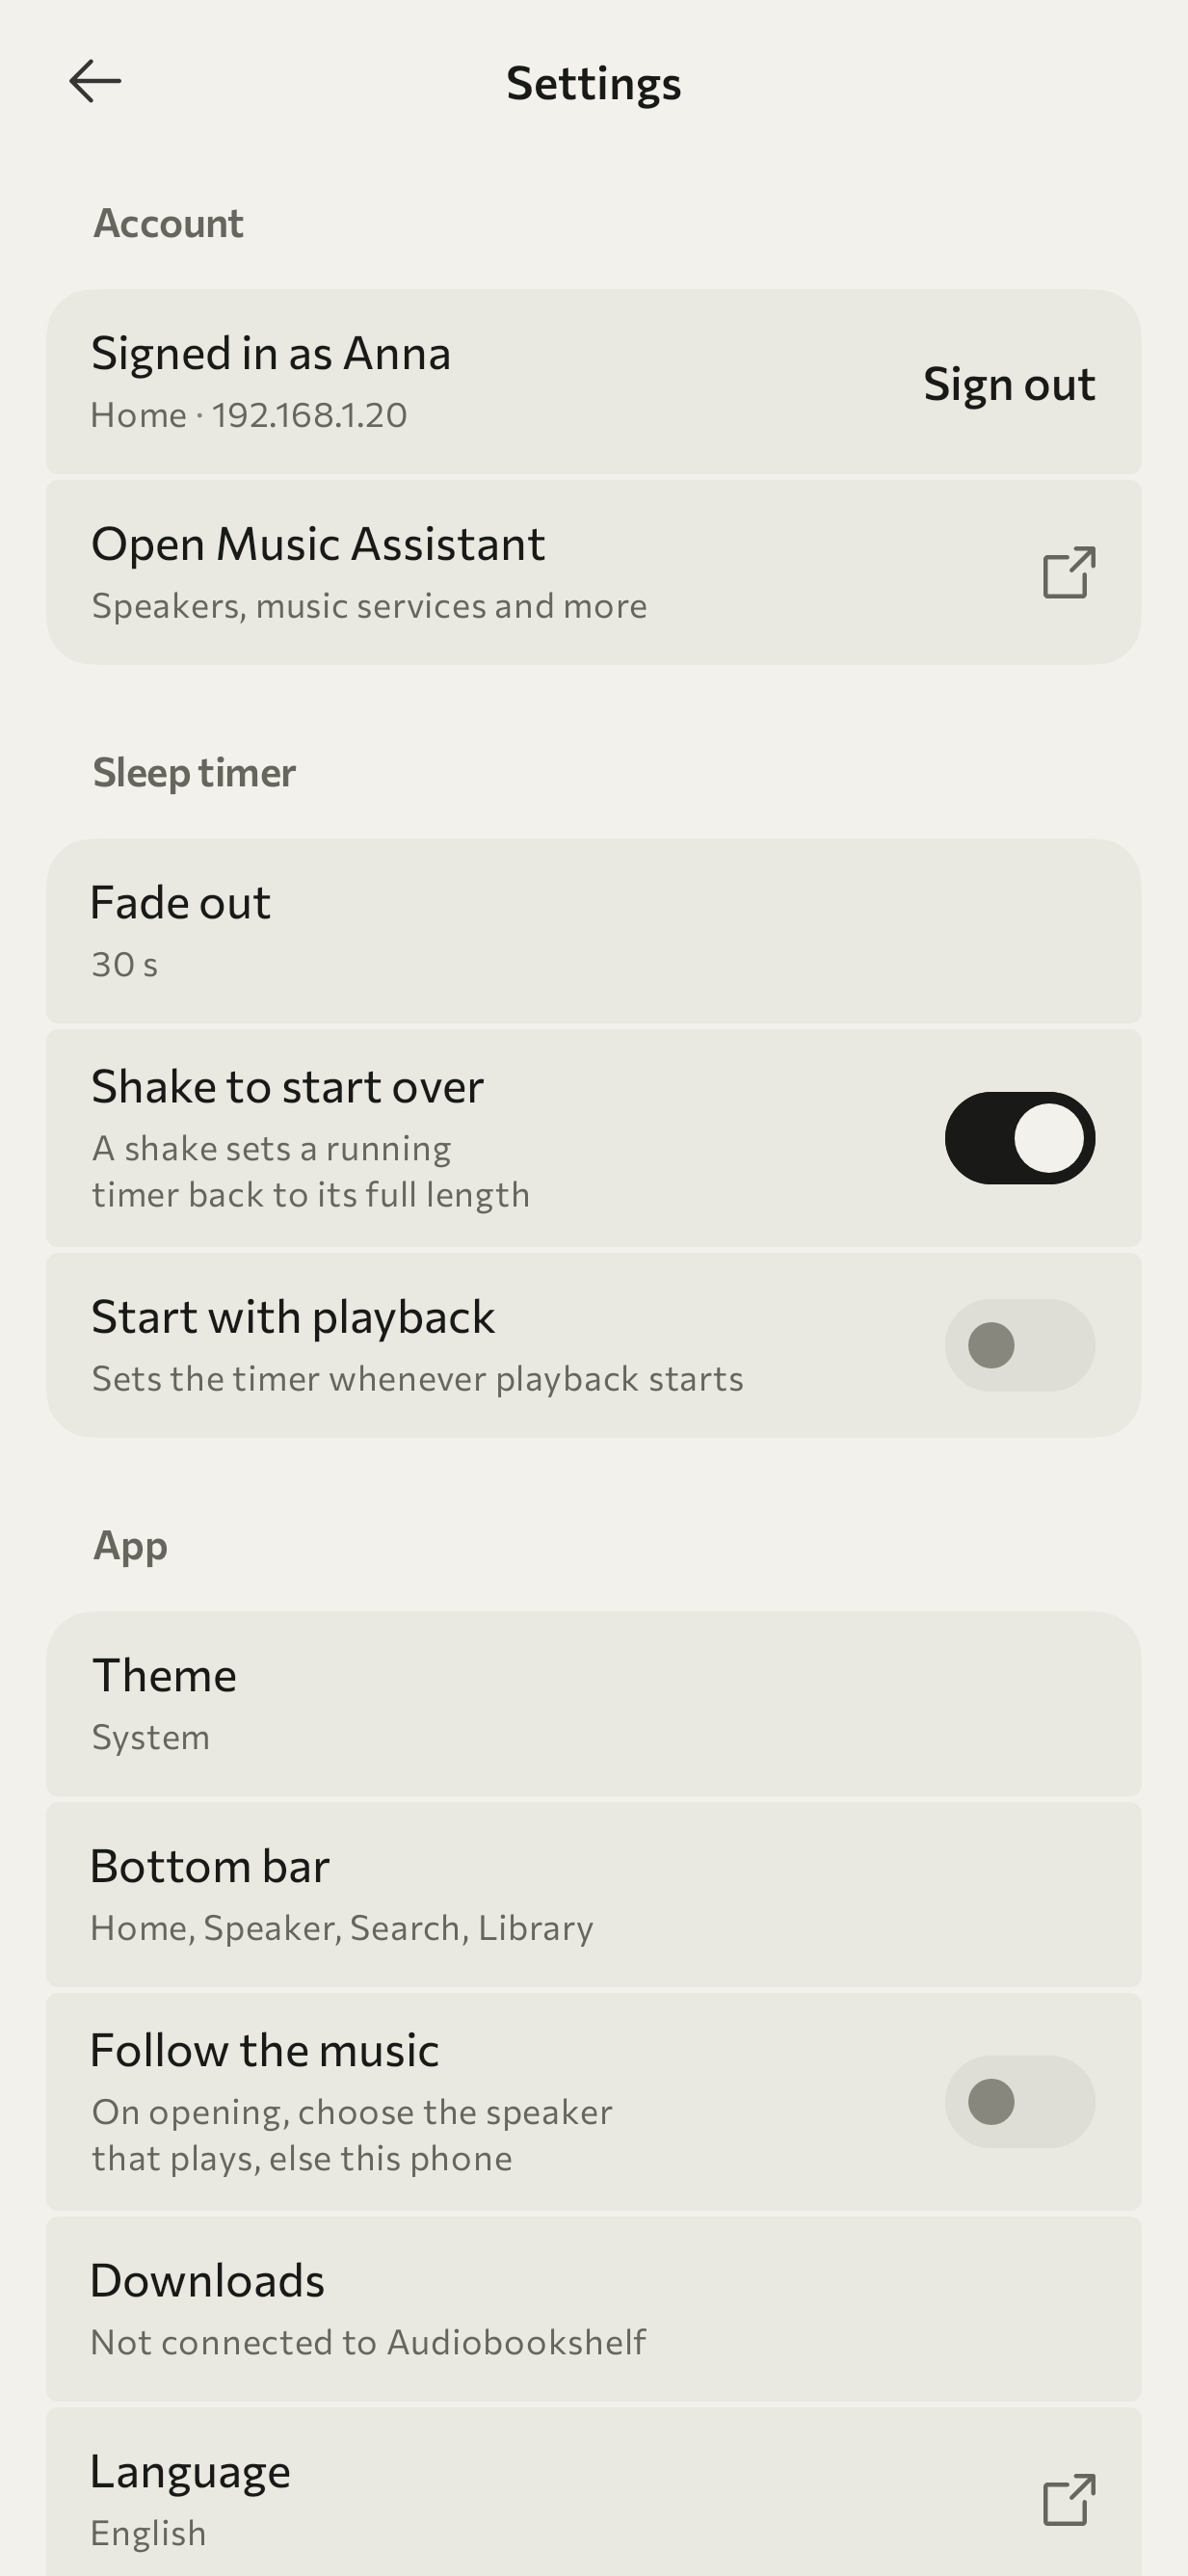 Settings
Account
Signed in as Anna
Home · 192.168.1.20
Sign out
Open Music Assistant
Speakers, music services and more
Sleep timer
Fade out
30 s
Shake to start over
A shake sets a running
timer back to its full length
Start with playback
Sets the timer whenever playback starts
App
Theme
System
Bottom bar
Home, Speaker, Search, Library
Follow the music
On opening, choose the speaker
that plays, else this phone
Downloads
Not connected to Audiobookshelf
Language
English